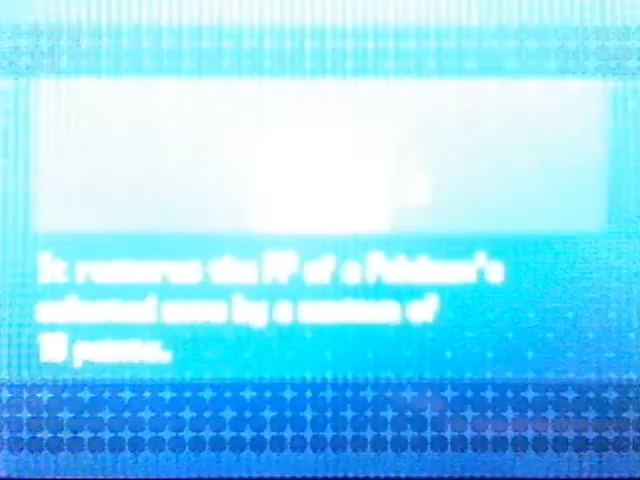 It restores the PP of a Pokémon's
selected move by a maximum of
10 points.